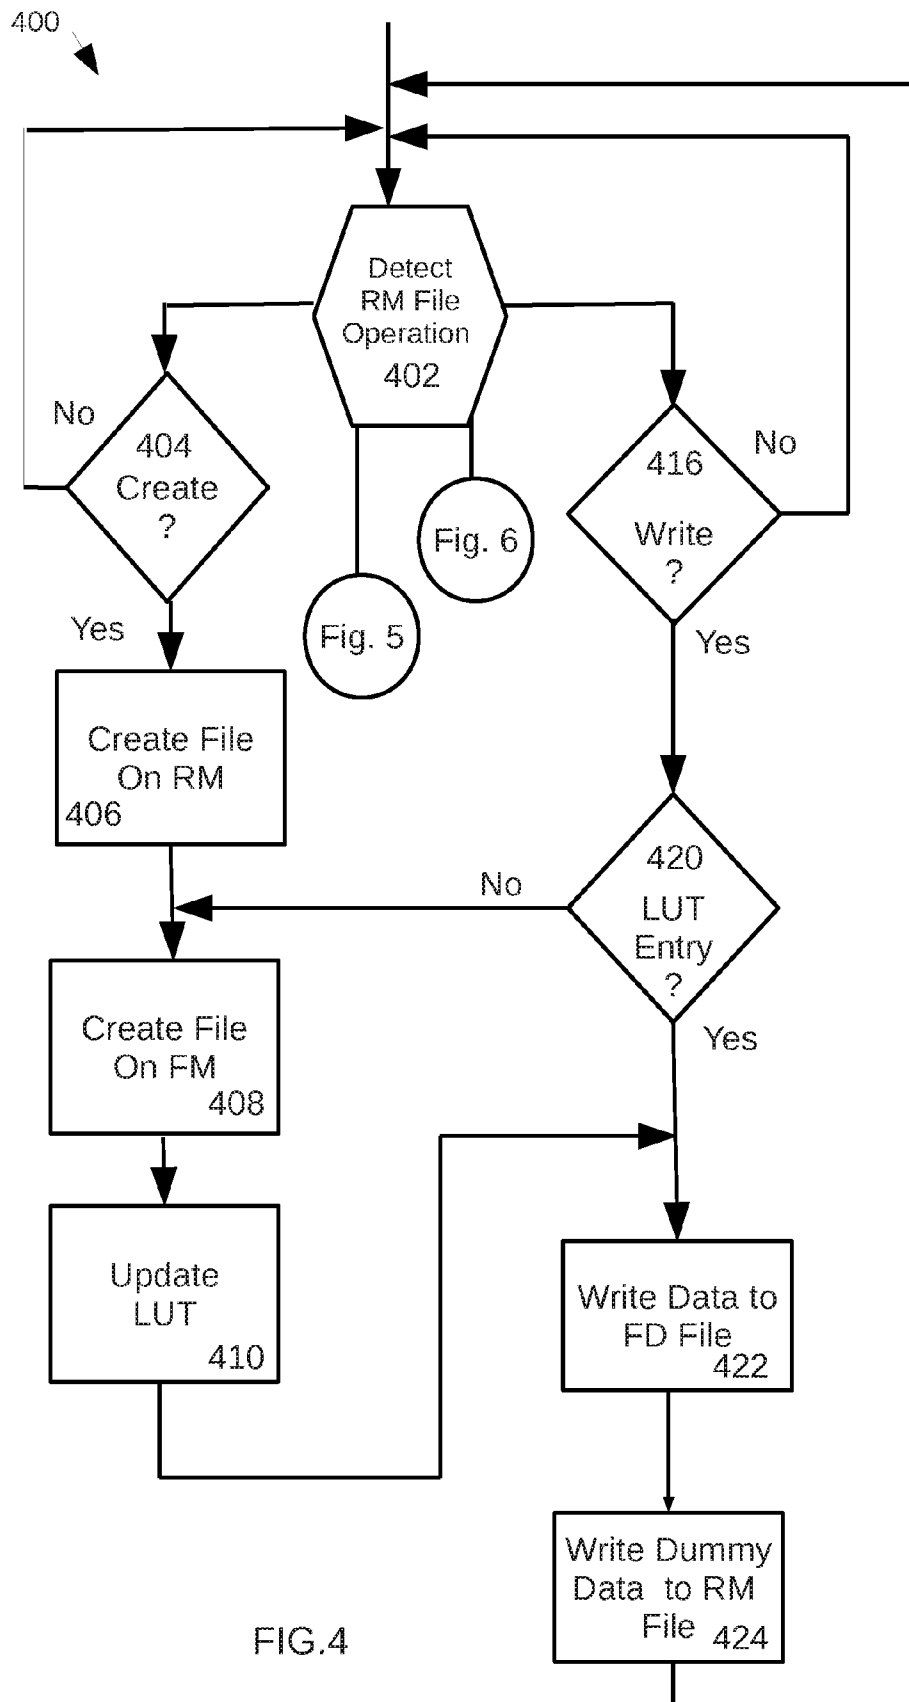 400
Detect
RM File
Operation
402
No
404
Create
?
Yes
416
Write
?
No
Yes
Fig. 6
Fig. 5
Create File
On RM
406
420
LUT
Entry
?
No
Yes
Create File
On FM
408
Update
LUT
410
Write Data to
FD File
422
Write Dummy
Data to RM
File
424
FIG.4